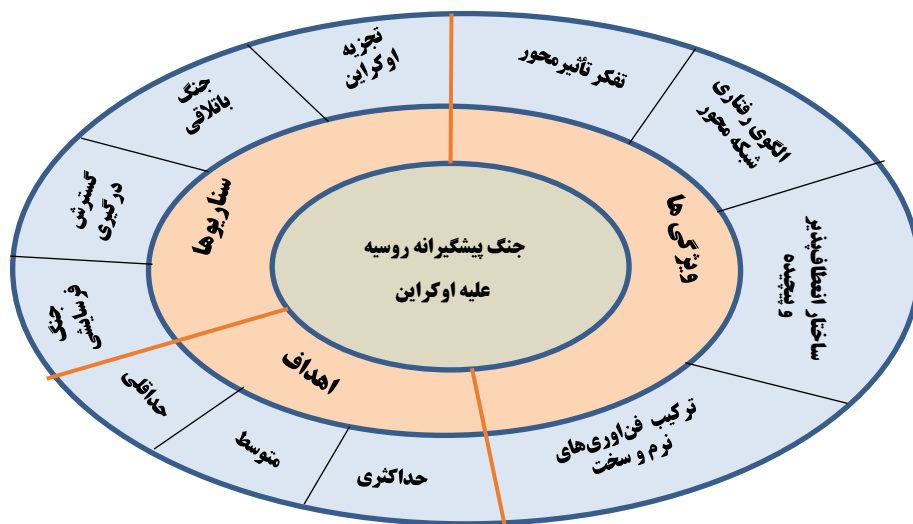 جنگ پیشگیرانه روسیه
علیه اوکراین
ویژگی ها
تفکر تأثیرمحور
الگوی رفتاری
شبکه محور
ساختار انعطاف‌پذیر
و پیچیده
ترکیب فن‌اوری‌های
نرم و سخت
اهداف
حداکثری
متوسط
حداقلی
سناریوها
جنگ
فرسایشی
گسترش
درگیری
جنگ
باتلاقی
تجزیه
اوکراین